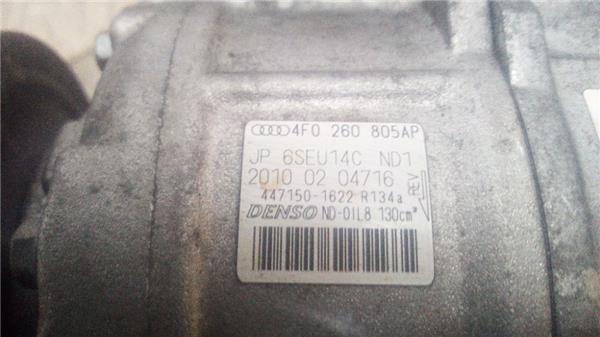 4F0 260 805AP
JP 6SEU14C ND1
2010 02 04716
REV
447150-1622 R134a
DENSO ND-OIL8 130cm³